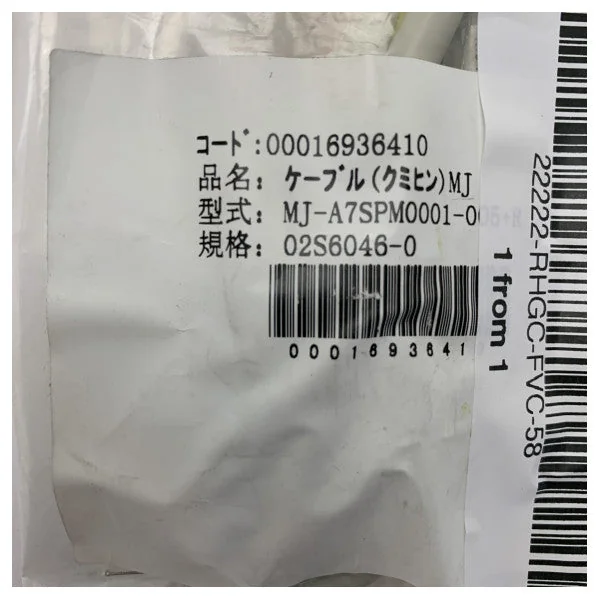 コード:00016936410
品名: ケーブル(クミヒン)MJ
型式: MJ-A7SPM0001-0
規格: 02S6046-0
0001693641
22222-RHGC-FVC-58
1 from 1